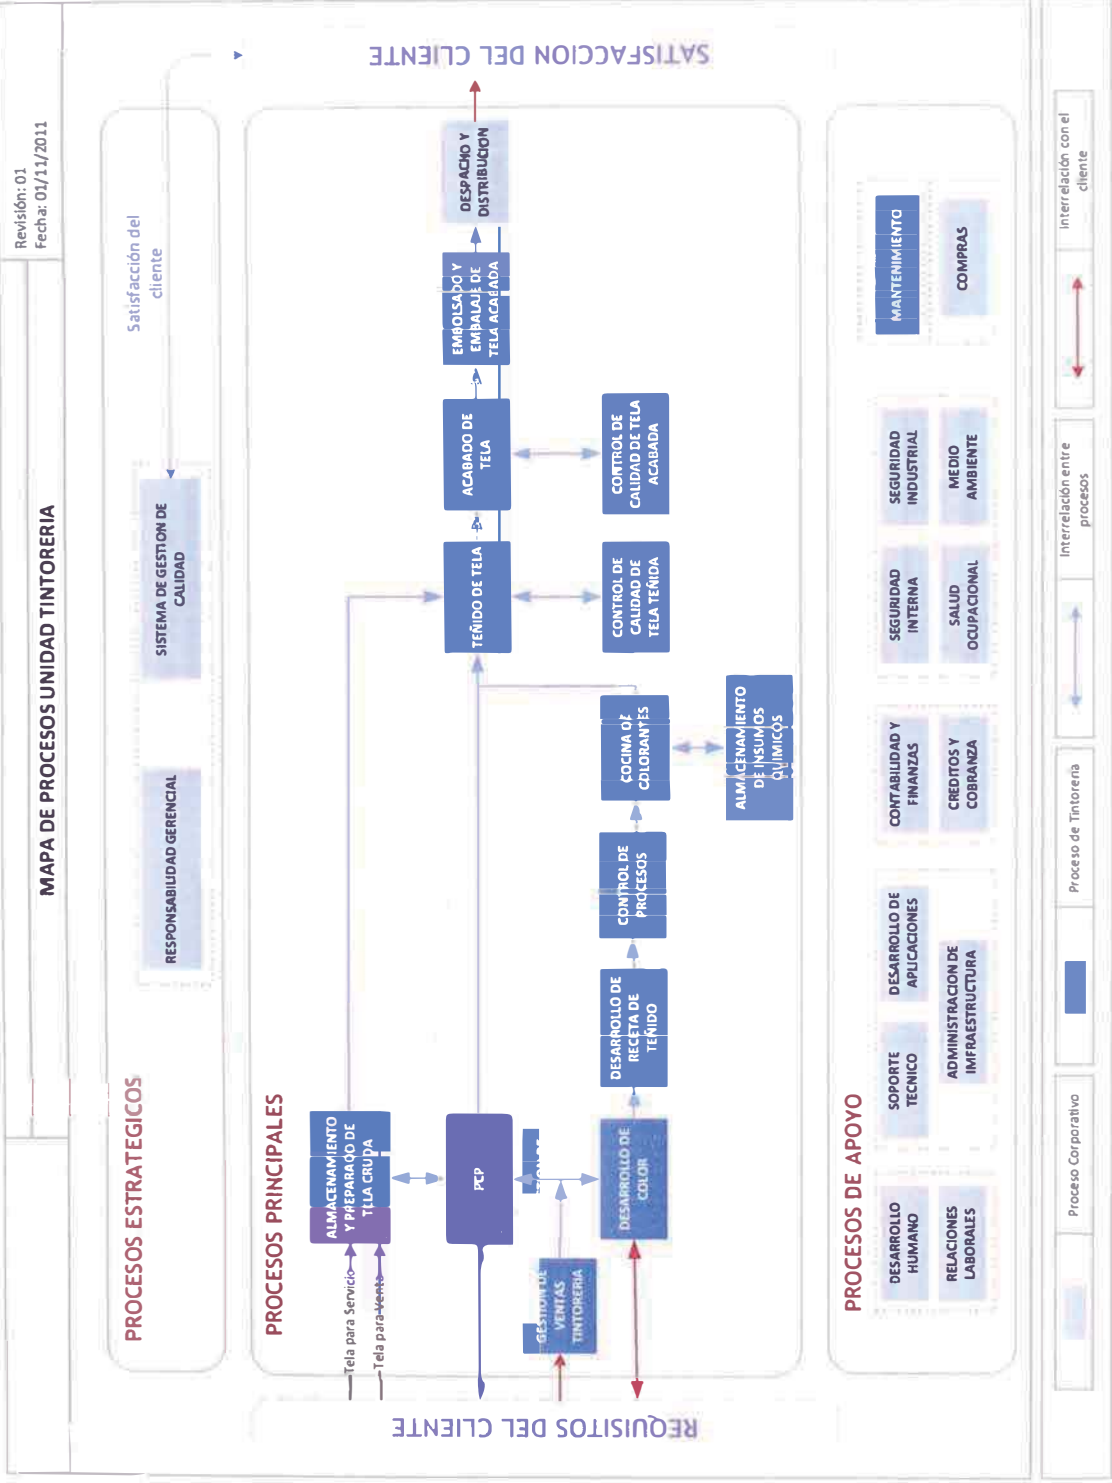 Revisión: 01
Fecha: 01/11/2011
MAPA DE PROCESOS UNIDAD TINTORERIA
PROCESOS ESTRATEGICOS
RESPONSABILIDAD GERENCIAL
SISTEMA DE GESTION DE
CALIDAD
Satisfacción del
cliente
PROCESOS PRINCIPALES
REQUISITOS DEL CLIENTE
Tela para Servicio
Tela para Venta
ALMACENAMIENTO
Y PREPARADO DE
TELA CRUDA
PCP
GESTION DE
VENTAS
TINTORERIA
DESARROLLO DE
COLOR
DESARROLLO DE
RECETA DE
TEÑIDO
CONTROL DE
PROCESOS
COCINA DE
COLORANTES
ALMACENAMIENTO
DE INSUMOS
QUIMICOS
TEÑIDO DE TELA
CONTROL DE
CALIDAD DE
TELA TEÑIDA
ACABADO DE
TELA
CONTROL DE
CALIDAD DE TELA
ACABADA
EMBOLSADO Y
EMBALAJE DE
TELA ACABADA
DESPACHO Y
DISTRIBUCION
SATISFACCION DEL CLIENTE
PROCESOS DE APOYO
DESARROLLO
HUMANO
RELACIONES
LABORALES
SOPORTE
TECNICO
DESARROLLO DE
APLICACIONES
ADMINISTRACION DE
IMFRAESTRUCTURA
CONTABILIDAD Y
FINANZAS
CREDITOS Y
COBRANZA
SEGURIDAD
INTERNA
SALUD
OCUPACIONAL
SEGURIDAD
INDUSTRIAL
MEDIO
AMBIENTE
MANTENIMIENTO
COMPRAS
Proceso Corporativo
Proceso de Tintorería
Interrelación entre
procesos
Interrelación con el
cliente